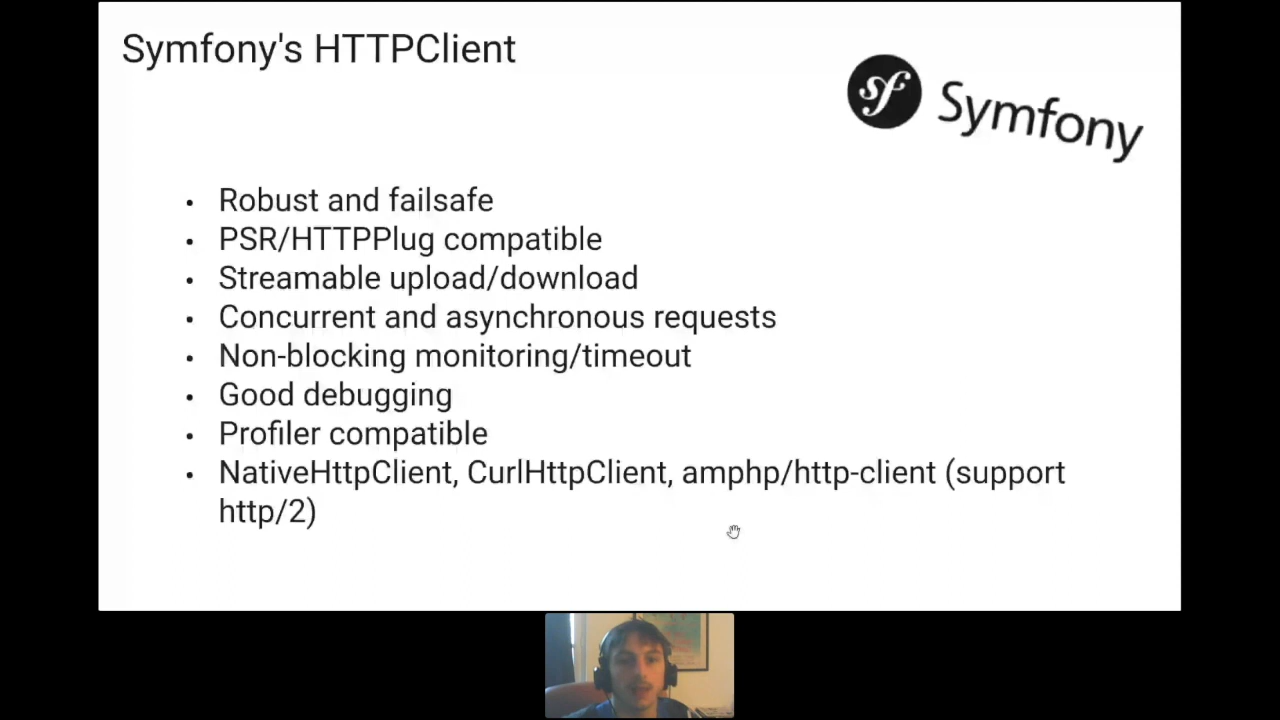 Symfony's HTTPClient
sf Symfony
• Robust and failsafe
• PSR/HTTPPlug compatible
• Streamable upload/download
• Concurrent and asynchronous requests
• Non-blocking monitoring/timeout
• Good debugging
• Profiler compatible
• NativeHttpClient, CurlHttpClient, amphp/http-client (support
http/2)